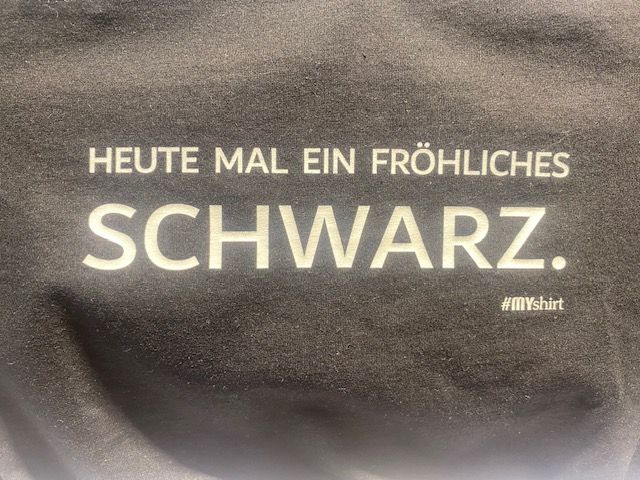 HEUTE MAL EIN FRÖHLICHES
SCHWARZ.
#MYshirt